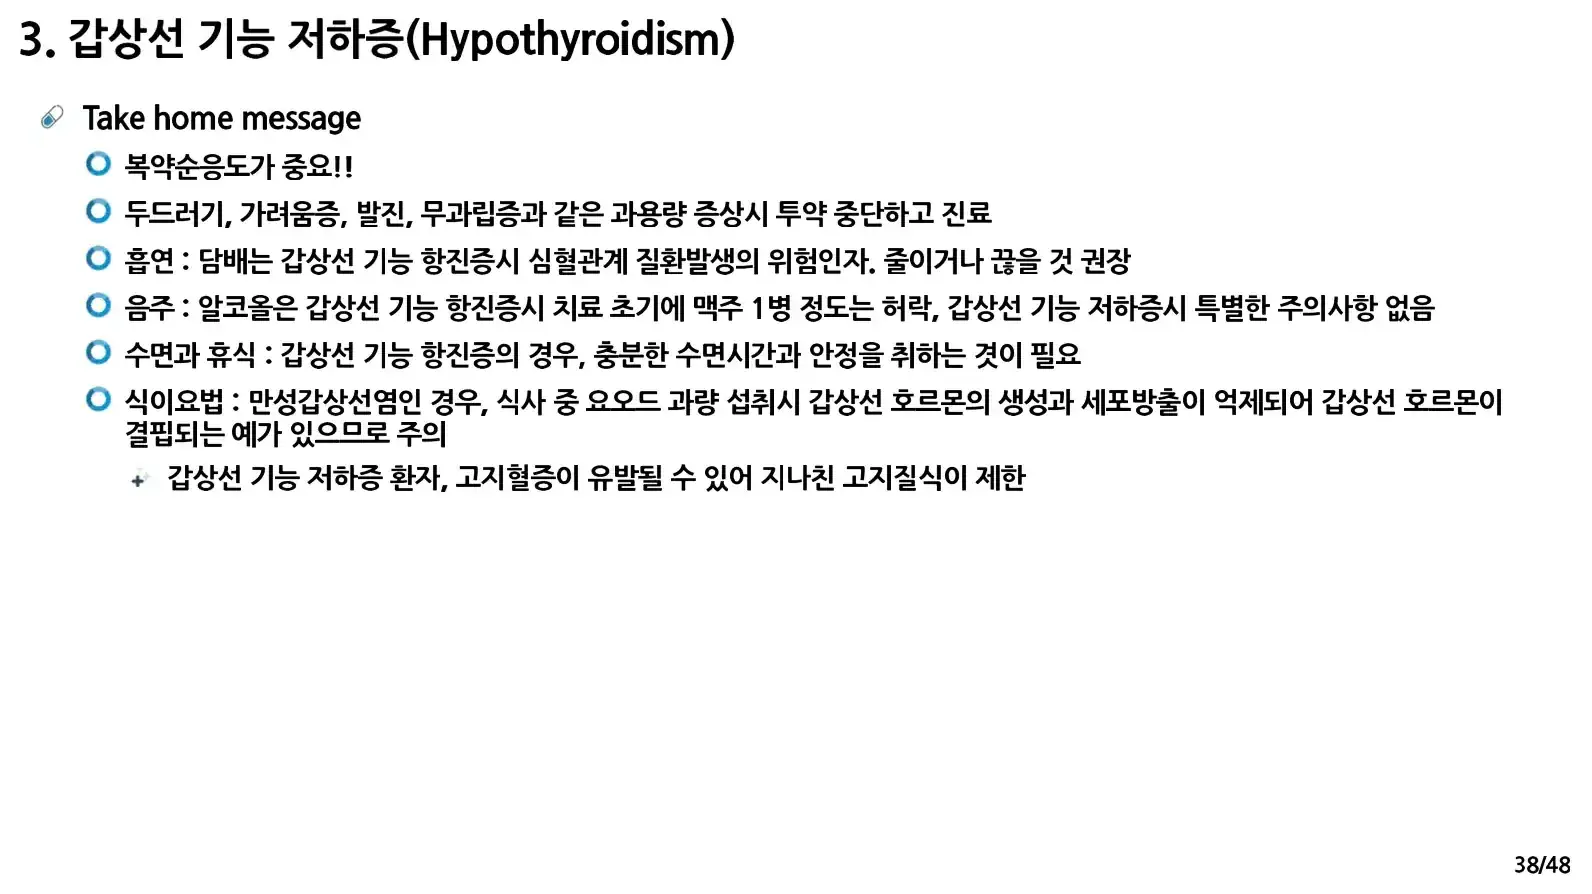 3. 갑상선 기능 저하증(Hypothyroidism)
Take home message
복약순응도가 중요!!
두드러기, 가려움증, 발진, 무과립증과 같은 과용량 증상시 투약 중단하고 진료
흡연 : 담배는 갑상선 기능 항진증시 심혈관계 질환발생의 위험인자. 줄이거나 끊을 것 권장
음주 : 알코올은 갑상선 기능 항진증시 치료 초기에 맥주 1병 정도는 허락, 갑상선 기능 저하증시 특별한 주의사항 없음
수면과 휴식 : 갑상선 기능 항진증의 경우, 충분한 수면시간과 안정을 취하는 겻이 필요
식이요법 : 만성갑상선염인 경우, 식사 중 요오드 과량 섭취시 갑상선 호르몬의 생성과 세포방출이 억제되어 갑상선 호르몬이
결핍되는 예가 있으므로 주의
갑상선 기능 저하증 환자, 고지혈증이 유발될 수 있어 지나친 고지질식이 제한
38/48